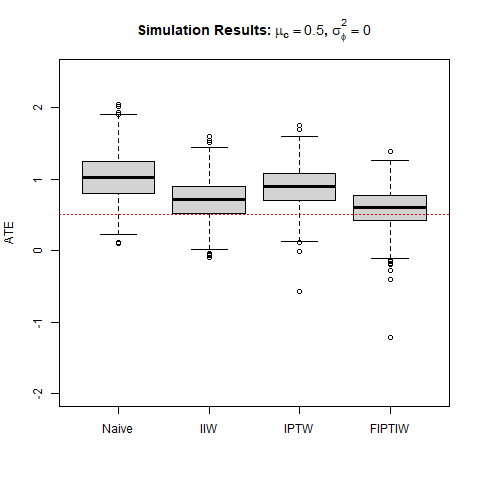 Simulation Results: μc = 0.5, σ²ϕ = 0
ATE
2
1
0
-1
-2
Naive IIW IPTW FIPTIW